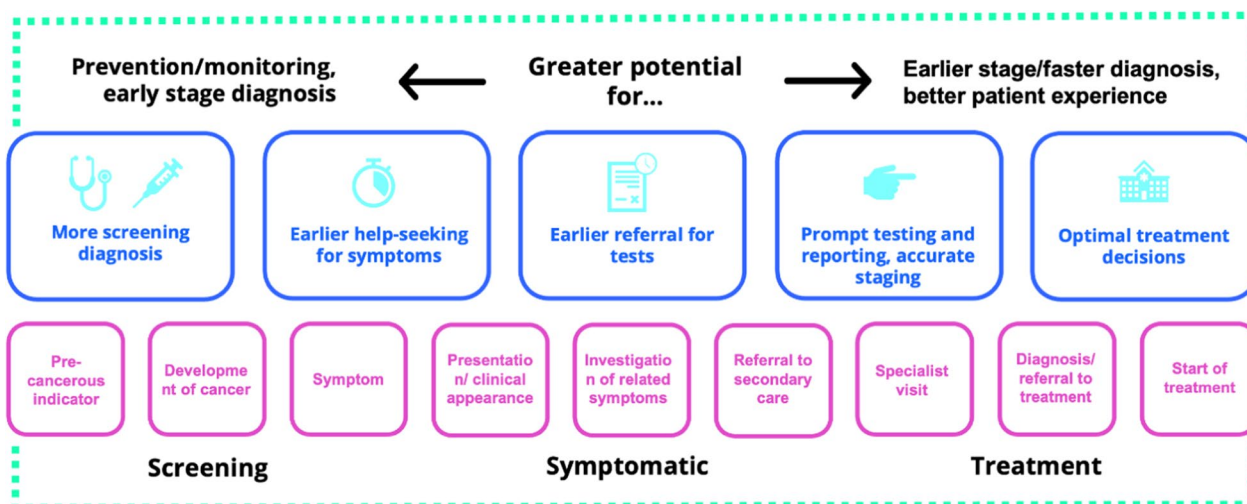 Prevention/monitoring,
early stage diagnosis
Greater potential
for...
Earlier stage/faster diagnosis,
better patient experience
More screening
diagnosis
Earlier help-seeking
for symptoms
Earlier referral for
tests
Prompt testing and
reporting, accurate
staging
Optimal treatment
decisions
Pre-
cancerous
indicator
Developme
nt of cancer
Symptom
Presentatio
n/ clinical
appearance
Investigatio
n of related
symptoms
Referral to
secondary
care
Specialist
visit
Diagnosis/
referral to
treatment
Start of
treatment
Screening
Symptomatic
Treatment